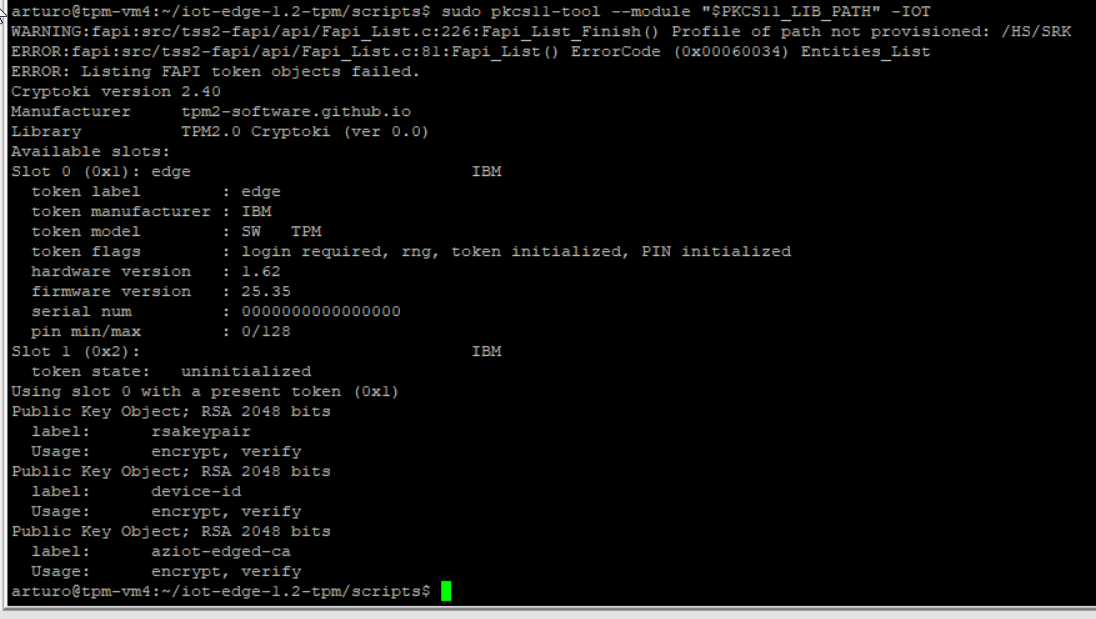 arturo@tpm-vm4:~/iot-edge-1.2-tpm/scripts$ sudo pkcs11-tool --module "$PKCS11_LIB_PATH" -IOT
WARNING:fapi:src/tss2-fapi/api/Fapi_List.c:226:Fapi_List_Finish() Profile of path not provisioned: /HS/SRK
ERROR:fapi:src/tss2-fapi/api/Fapi_List.c:81:Fapi_List() ErrorCode (0x00060034) Entities_List
ERROR: Listing FAPI token objects failed.
Cryptoki version 2.40
Manufacturer     tpm2-software.github.io
Library          TPM2.0 Cryptoki (ver 0.0)
Available slots:
Slot 0 (0x1): edge                            IBM
  token label        : edge
  token manufacturer : IBM
  token model        : SW   TPM
  token flags        : login required, rng, token initialized, PIN initialized
  hardware version   : 1.62
  firmware version   : 25.35
  serial num         : 0000000000000000
  pin min/max        : 0/128
Slot 1 (0x2):                                 IBM
  token state:   uninitialized
Using slot 0 with a present token (0x1)
Public Key Object; RSA 2048 bits
  label:      rsakeypair
  Usage:      encrypt, verify
Public Key Object; RSA 2048 bits
  label:      device-id
  Usage:      encrypt, verify
Public Key Object; RSA 2048 bits
  label:      aziot-edged-ca
  Usage:      encrypt, verify
arturo@tpm-vm4:~/iot-edge-1.2-tpm/scripts$